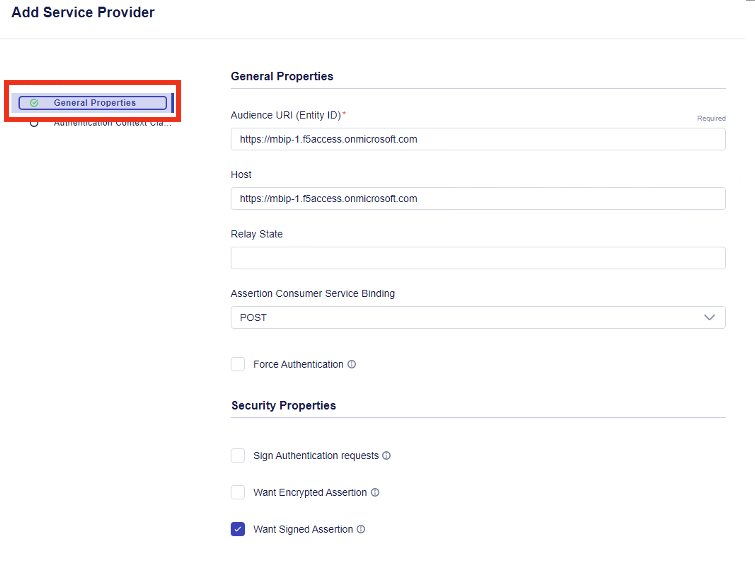 Add Service Provider
General Properties
Authentication Context Cla...
General Properties
Audience URI (Entity ID)*
Required
https://mbip-1.f5access.onmicrosoft.com
Host
https://mbip-1.f5access.onmicrosoft.com
Relay State
Assertion Consumer Service Binding
POST
Force Authentication
Security Properties
Sign Authentication requests
Want Encrypted Assertion
Want Signed Assertion